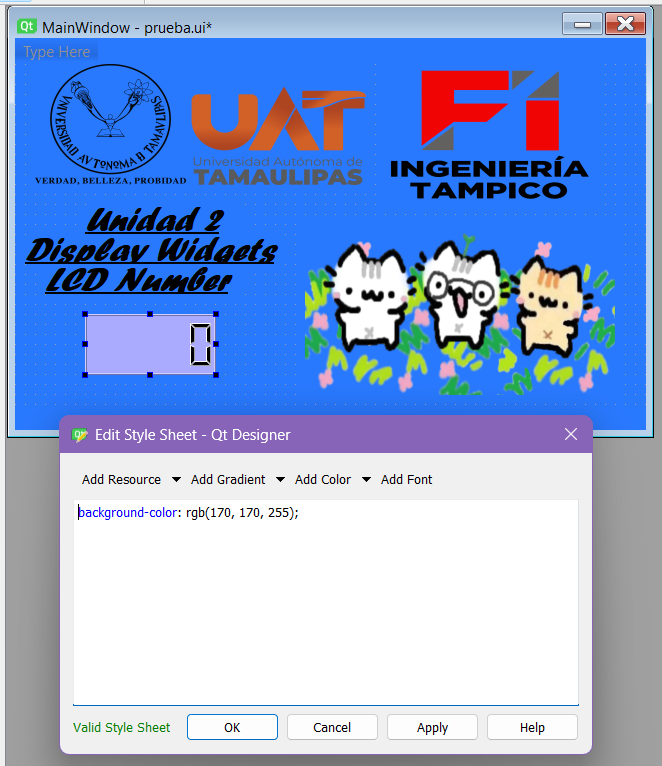 MainWindow - prueba.ui*
Type Here
UNIVERSIDAD AUTONOMA DE TAMAULIPAS
VERDAD, BELLEZA, PROBIDAD
UAT
Universidad Autónoma de
TAMAULIPAS
FI
INGENIERÍA
TAMPICO
Unidad 2
Display Widgets
LCD Number
0
Edit Style Sheet - Qt Designer
Add Resource
Add Gradient
Add Color
Add Font
background-color: rgb(170, 170, 255);
Valid Style Sheet
OK
Cancel
Apply
Help